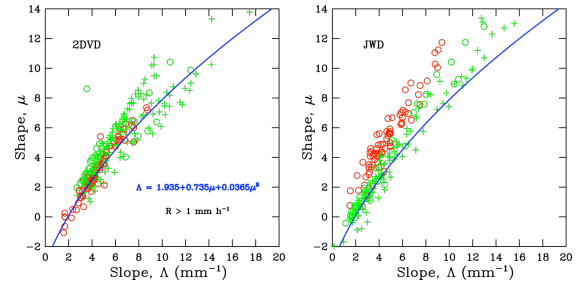 14
12
10
8
6
4
2
0
−2
Shape, μ
2DVD
Λ = 1.935+0.735μ+0.0365μ²
R > 1 mm h⁻¹
0 2 4 6 8 10 12 14 16 18 20
Slope, Λ (mm⁻¹)
14
12
10
8
6
4
2
0
−2
Shape, μ
JWD
0 2 4 6 8 10 12 14 16 18 20
Slope, Λ (mm⁻¹)